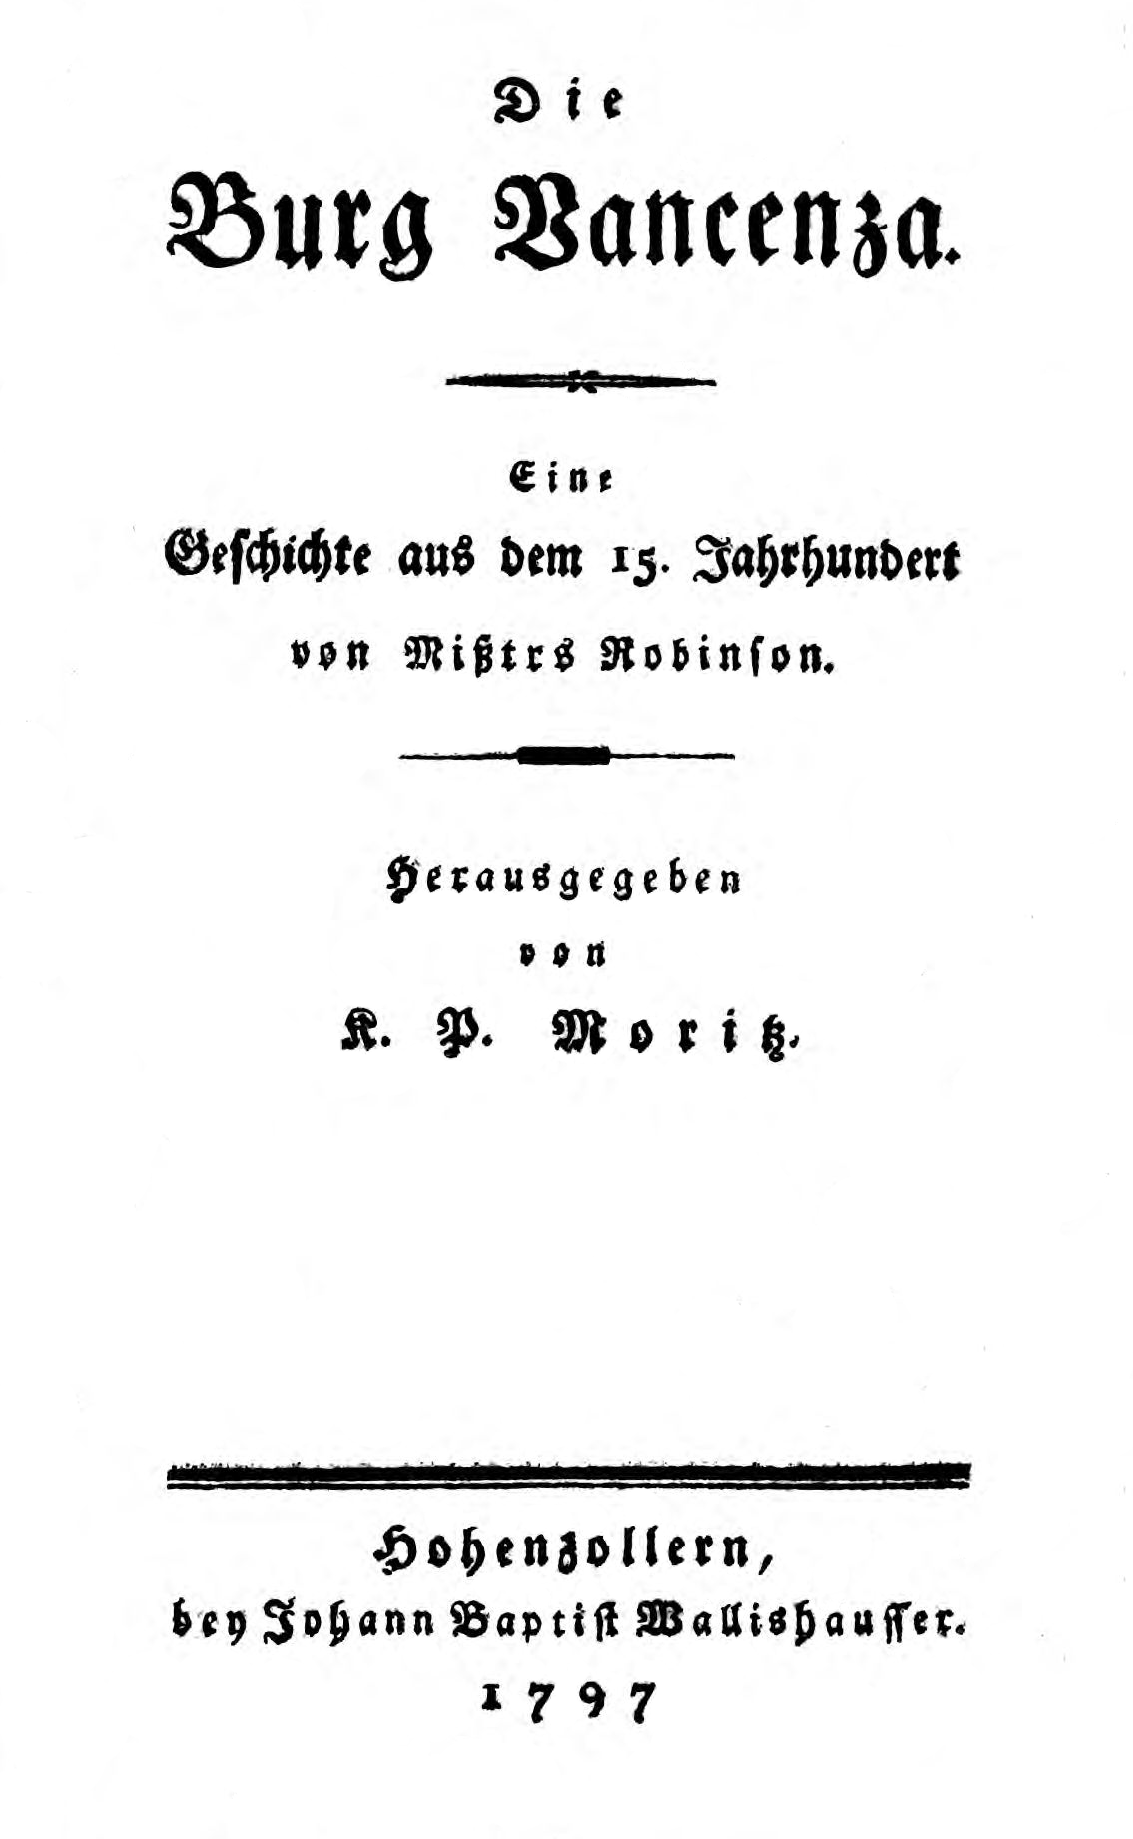 Die
Burg Vancenza.
Eine
Geschichte aus dem 15. Jahrhundert
von Mißtrs Robinson.
Herausgegeben
von
K. P. Moritz.
Hohenzollern,
bey Johann Baptist Wallishausser.
1797